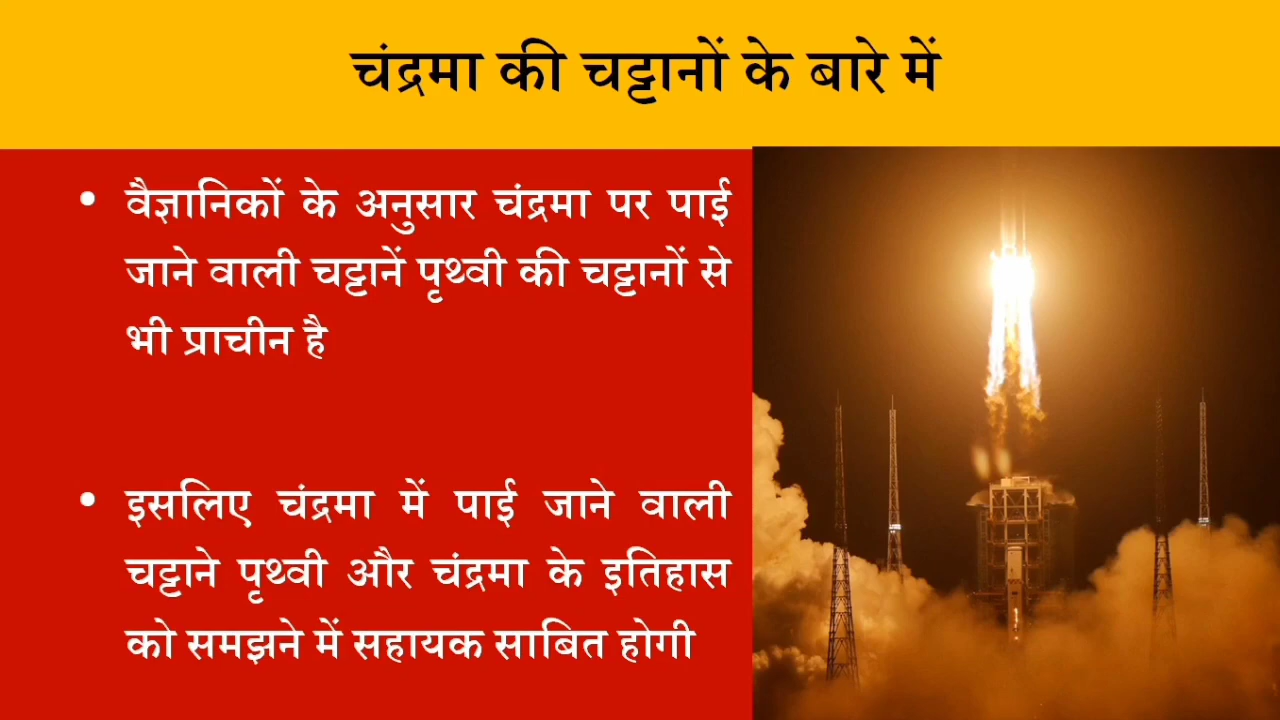 चंद्रमा की चट्टानों के बारे में
• वैज्ञानिकों के अनुसार चंद्रमा पर पाई
जाने वाली चट्टानें पृथ्वी की चट्टानों से
भी प्राचीन है
• इसलिए चंद्रमा में पाई जाने वाली
चट्टाने पृथ्वी और चंद्रमा के इतिहास
को समझने में सहायक साबित होगी